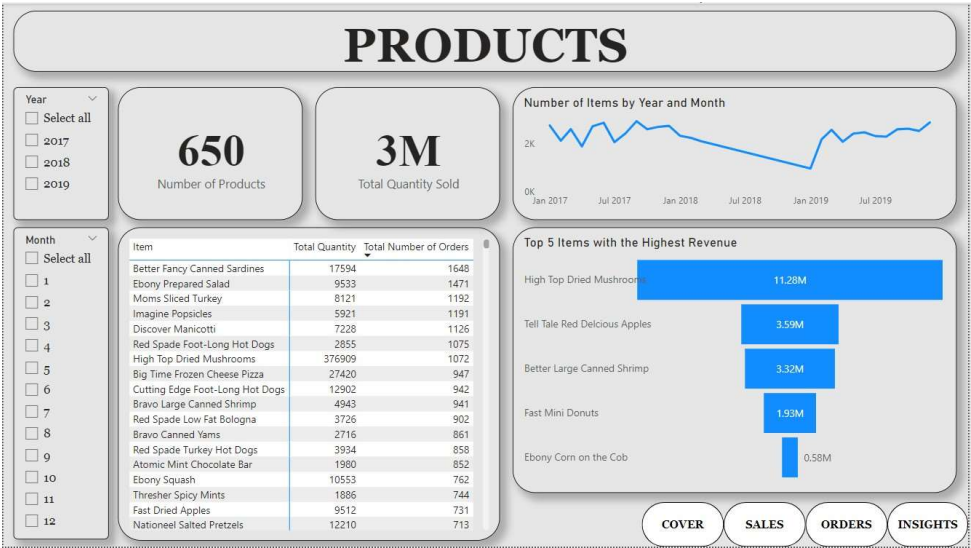 PRODUCTS
Year
Select all
2017
2018
2019
650
Number of Products
3M
Total Quantity Sold
Number of Items by Year and Month
2K
0K
Jan 2017 Jul 2017 Jan 2018 Jul 2018 Jan 2019 Jul 2019
Month
Select all
1
2
3
4
5
6
7
8
9
10
11
12
Item Total Quantity Total Number of Orders
Better Fancy Canned Sardines 17594 1648
Ebony Prepared Salad 9533 1471
Moms Sliced Turkey 8121 1192
Imagine Popsicles 5921 1191
Discover Manicotti 7228 1126
Red Spade Foot-Long Hot Dogs 2855 1075
High Top Dried Mushrooms 376909 1072
Big Time Frozen Cheese Pizza 27420 947
Cutting Edge Foot-Long Hot Dogs 12902 942
Bravo Large Canned Shrimp 4943 941
Red Spade Low Fat Bologna 3726 902
Bravo Canned Yams 2716 861
Red Spade Turkey Hot Dogs 3934 858
Atomic Mint Chocolate Bar 1980 852
Ebony Squash 10553 762
Thresher Spicy Mints 1886 744
Fast Dried Apples 9512 731
Nationeel Salted Pretzels 12210 713
Top 5 Items with the Highest Revenue
High Top Dried Mushrooms 11.28M
Tell Tale Red Delcious Apples 3.59M
Better Large Canned Shrimp 3.32M
Fast Mini Donuts 1.93M
Ebony Corn on the Cob 0.58M
COVER SALES ORDERS INSIGHTS